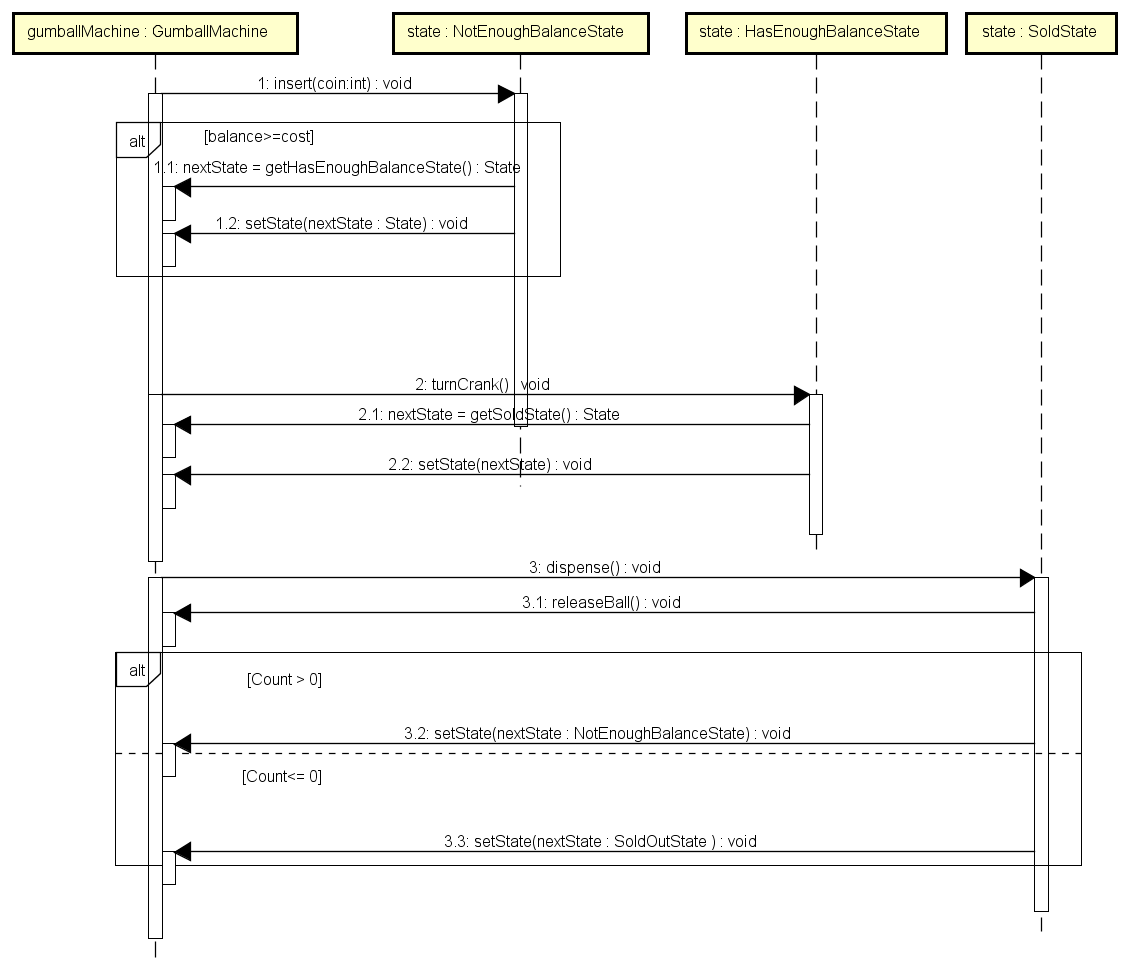 gumballMachine : GumballMachine
state : NotEnoughBalanceState
state : HasEnoughBalanceState
state : SoldState
1: insert(coin:int) : void
alt
[balance>=cost]
1.1: nextState = getHasEnoughBalanceState() : State
1.2: setState(nextState : State) : void
2: turnCrank() : void
2.1: nextState = getSoldState() : State
2.2: setState(nextState) : void
3: dispense() : void
3.1: releaseBall() : void
alt
[Count > 0]
3.2: setState(nextState : NotEnoughBalanceState) : void
[Count<= 0]
3.3: setState(nextState : SoldOutState ) : void